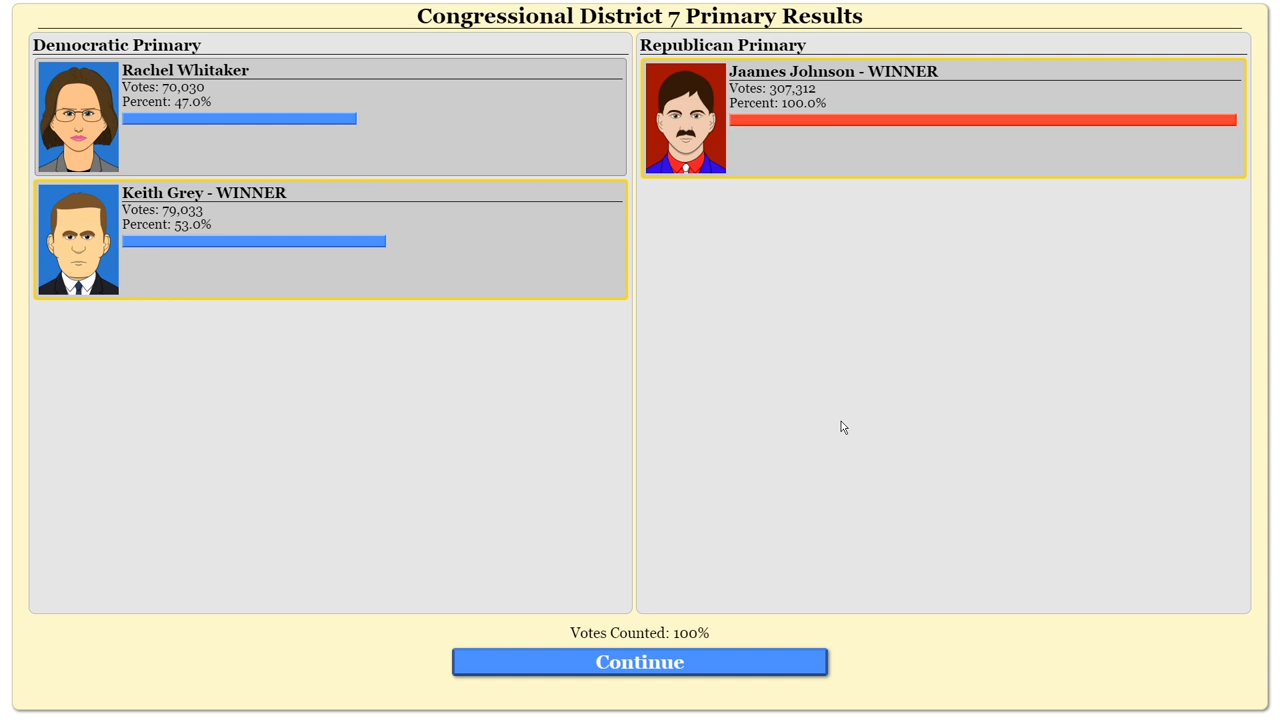 Congressional District 7 Primary Results
Democratic Primary
Rachel Whitaker
Votes: 70,030
Percent: 47.0%
Keith Grey - WINNER
Votes: 79,033
Percent: 53.0%
Republican Primary
Jaames Johnson - WINNER
Votes: 307,312
Percent: 100.0%
Votes Counted: 100%
Continue